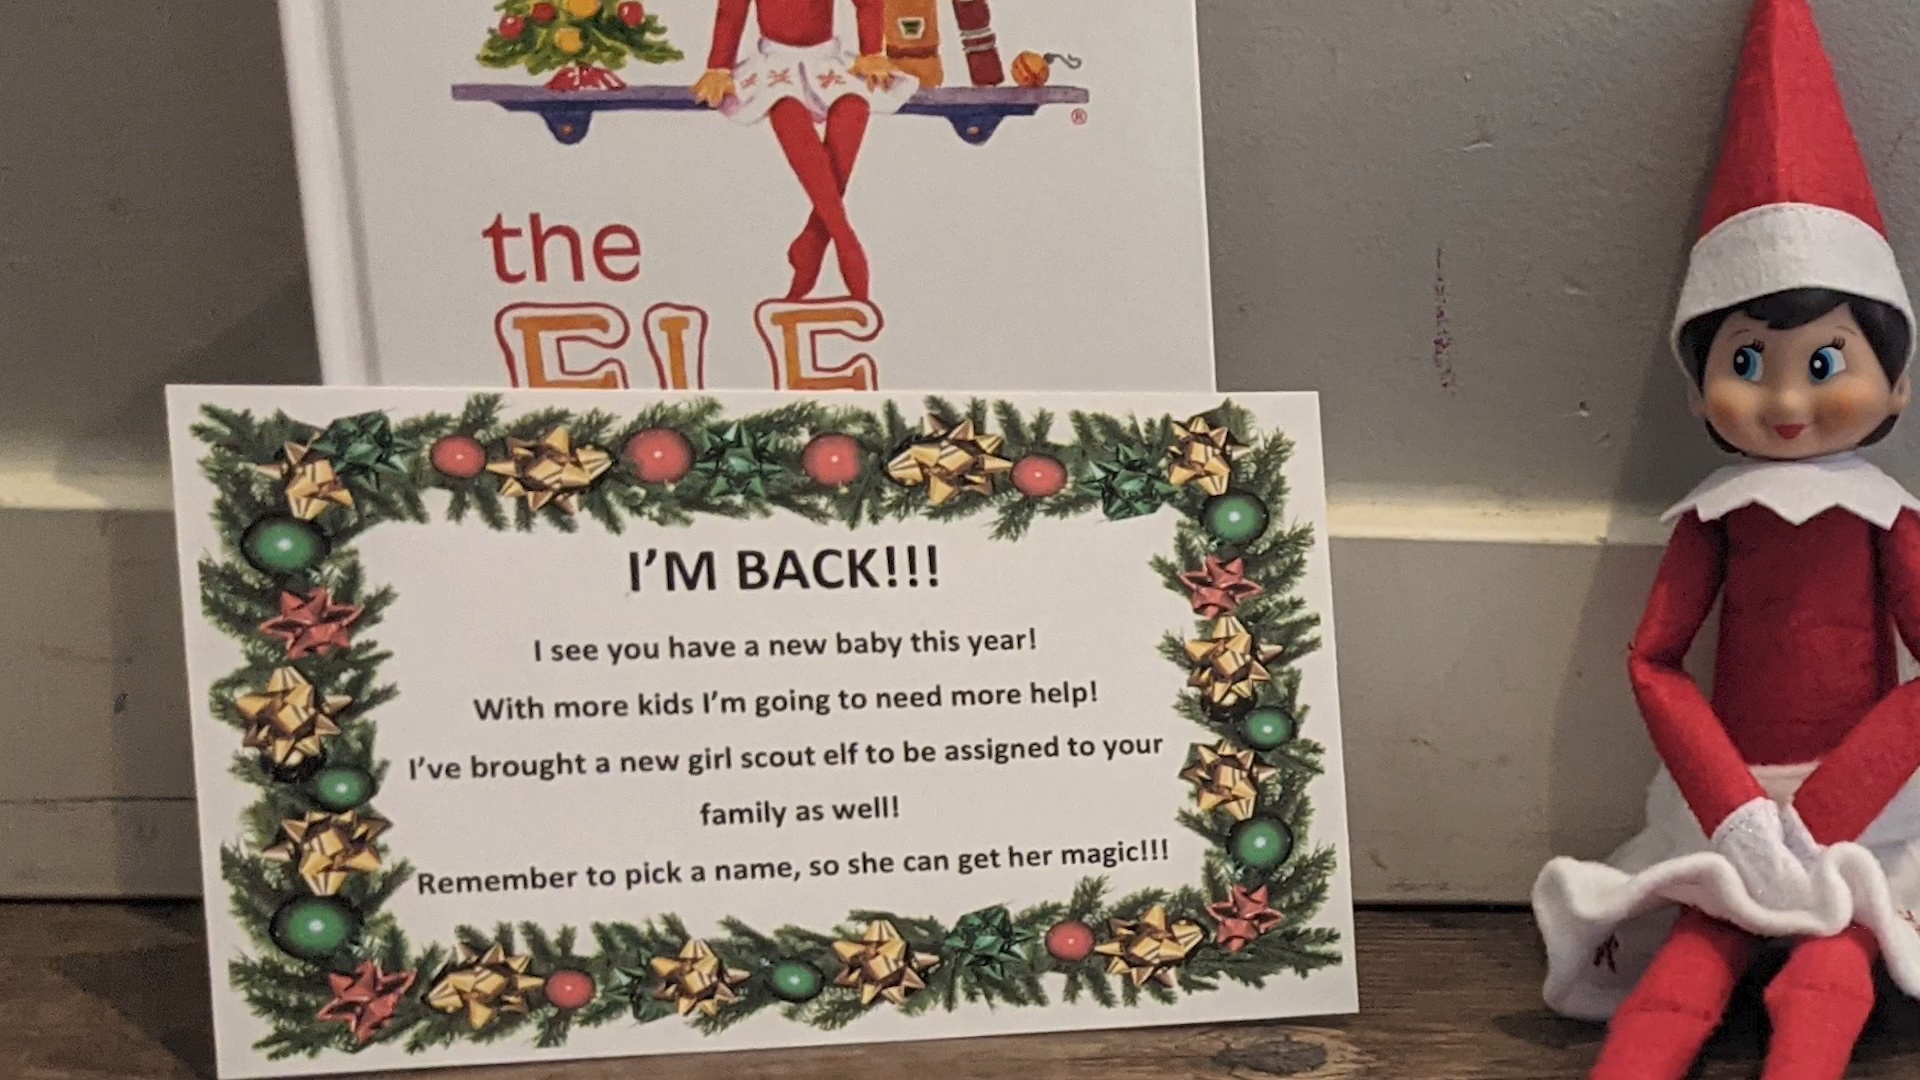 ®
the
ELF
I'M BACK!!!
I see you have a new baby this year!
With more kids I'm going to need more help!
I've brought a new girl scout elf to be assigned to your
family as well!
Remember to pick a name, so she can get her magic!!!